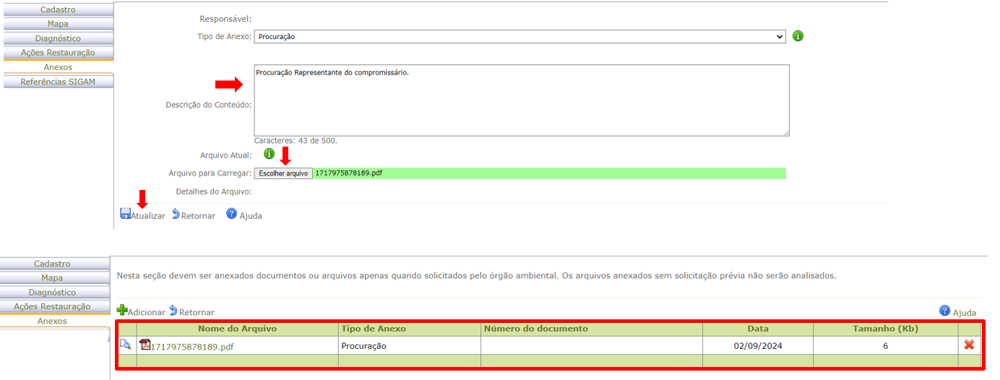 Cadastro
Mapa
Diagnóstico
Ações Restauração
Anexos
Referências SIGAM
Responsável:
Tipo de Anexo: Procuração
Descrição do Conteúdo: Procuração Representante do compromissário.
Caracteres: 43 de 500.
Arquivo Atual:
Arquivo para Carregar: Escolher arquivo 1717975878189.pdf
Detalhes do Arquivo:
Atualizar Retornar Ajuda
Cadastro
Mapa
Diagnóstico
Ações Restauração
Anexos
Nesta seção devem ser anexados documentos ou arquivos apenas quando solicitados pelo órgão ambiental. Os arquivos anexados sem solicitação prévia não serão analisados.
Adicionar Retornar Ajuda
Nome do Arquivo Tipo de Anexo Número do documento Data Tamanho (Kb)
1717975878189.pdf Procuração 02/09/2024 6